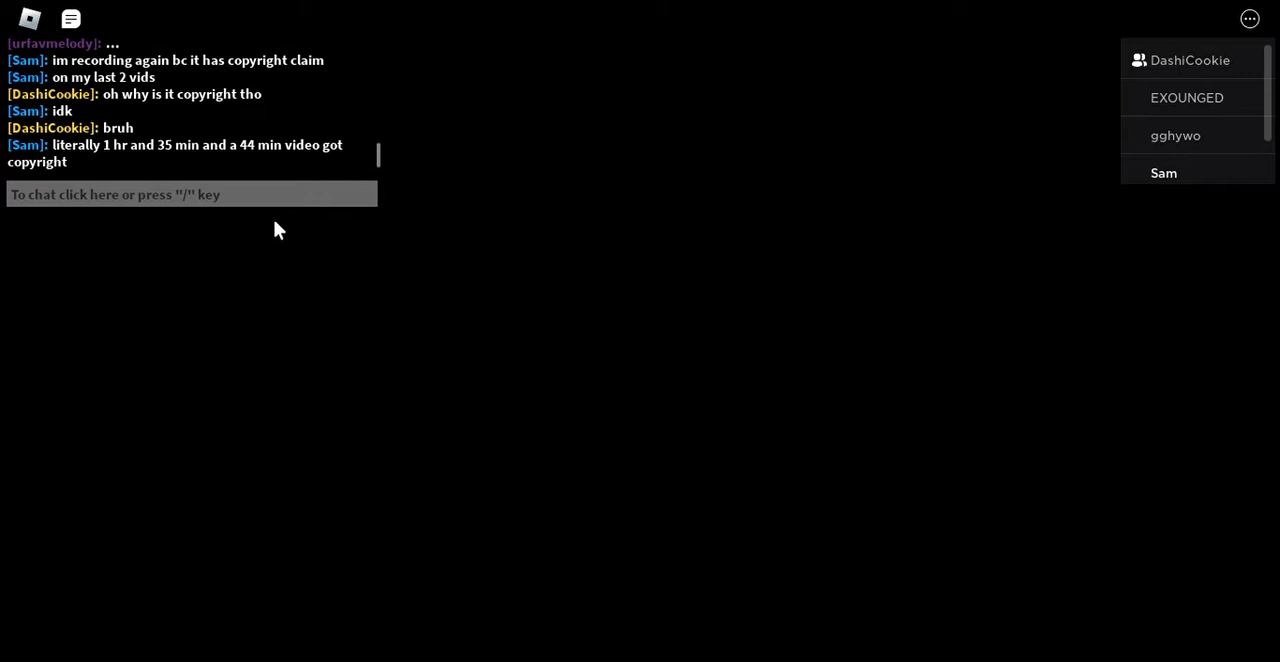 [urfavmelody]: ...
[Sam]: im recording again bc it has copyright claim
[Sam]: on my last 2 vids
[DashiCookie]: oh why is it copyright tho
[Sam]: idk
[DashiCookie]: bruh
[Sam]: literally 1 hr and 35 min and a 44 min video got
copyright
To chat click here or press "/" key
DashiCookie
EXOUNGED
gghywo
Sam